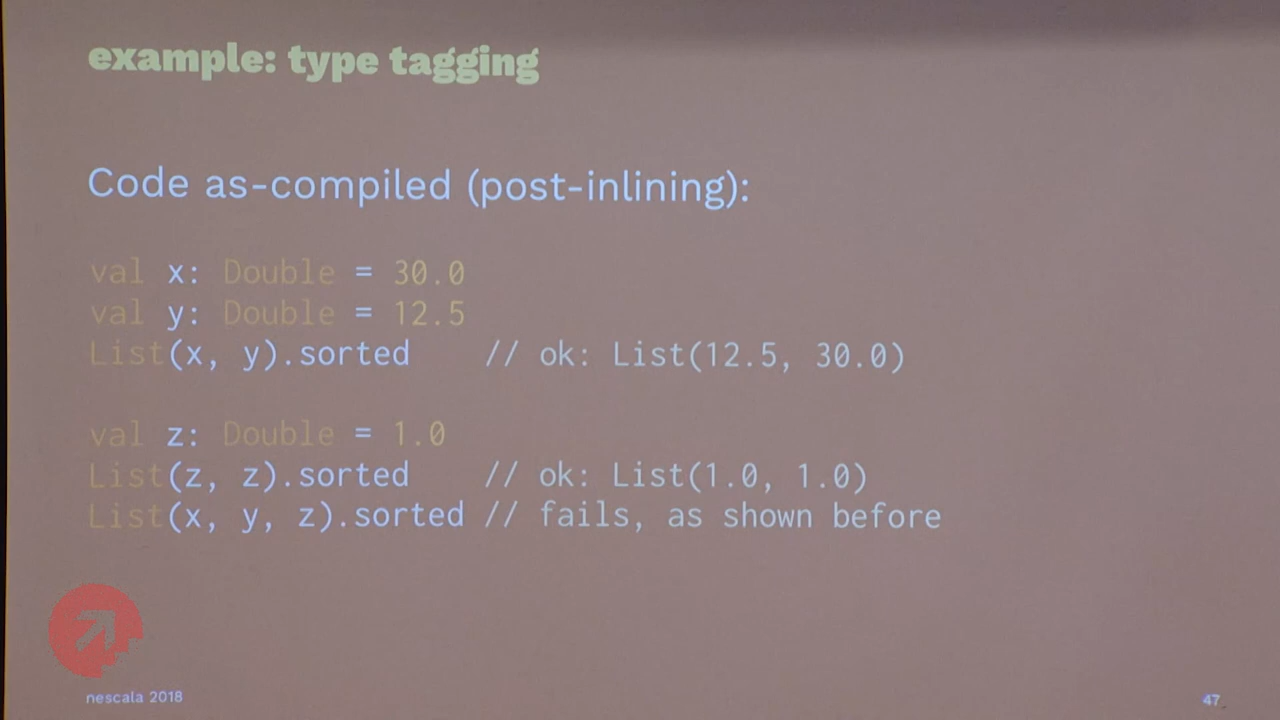 example: type tagging
Code as-compiled (post-inlining):
val x: Double = 30.0
val y: Double = 12.5
List(x, y).sorted // ok: List(12.5, 30.0)
val z: Double = 1.0
List(z, z).sorted // ok: List(1.0, 1.0)
List(x, y, z).sorted // fails, as shown before
nescala 2018
47